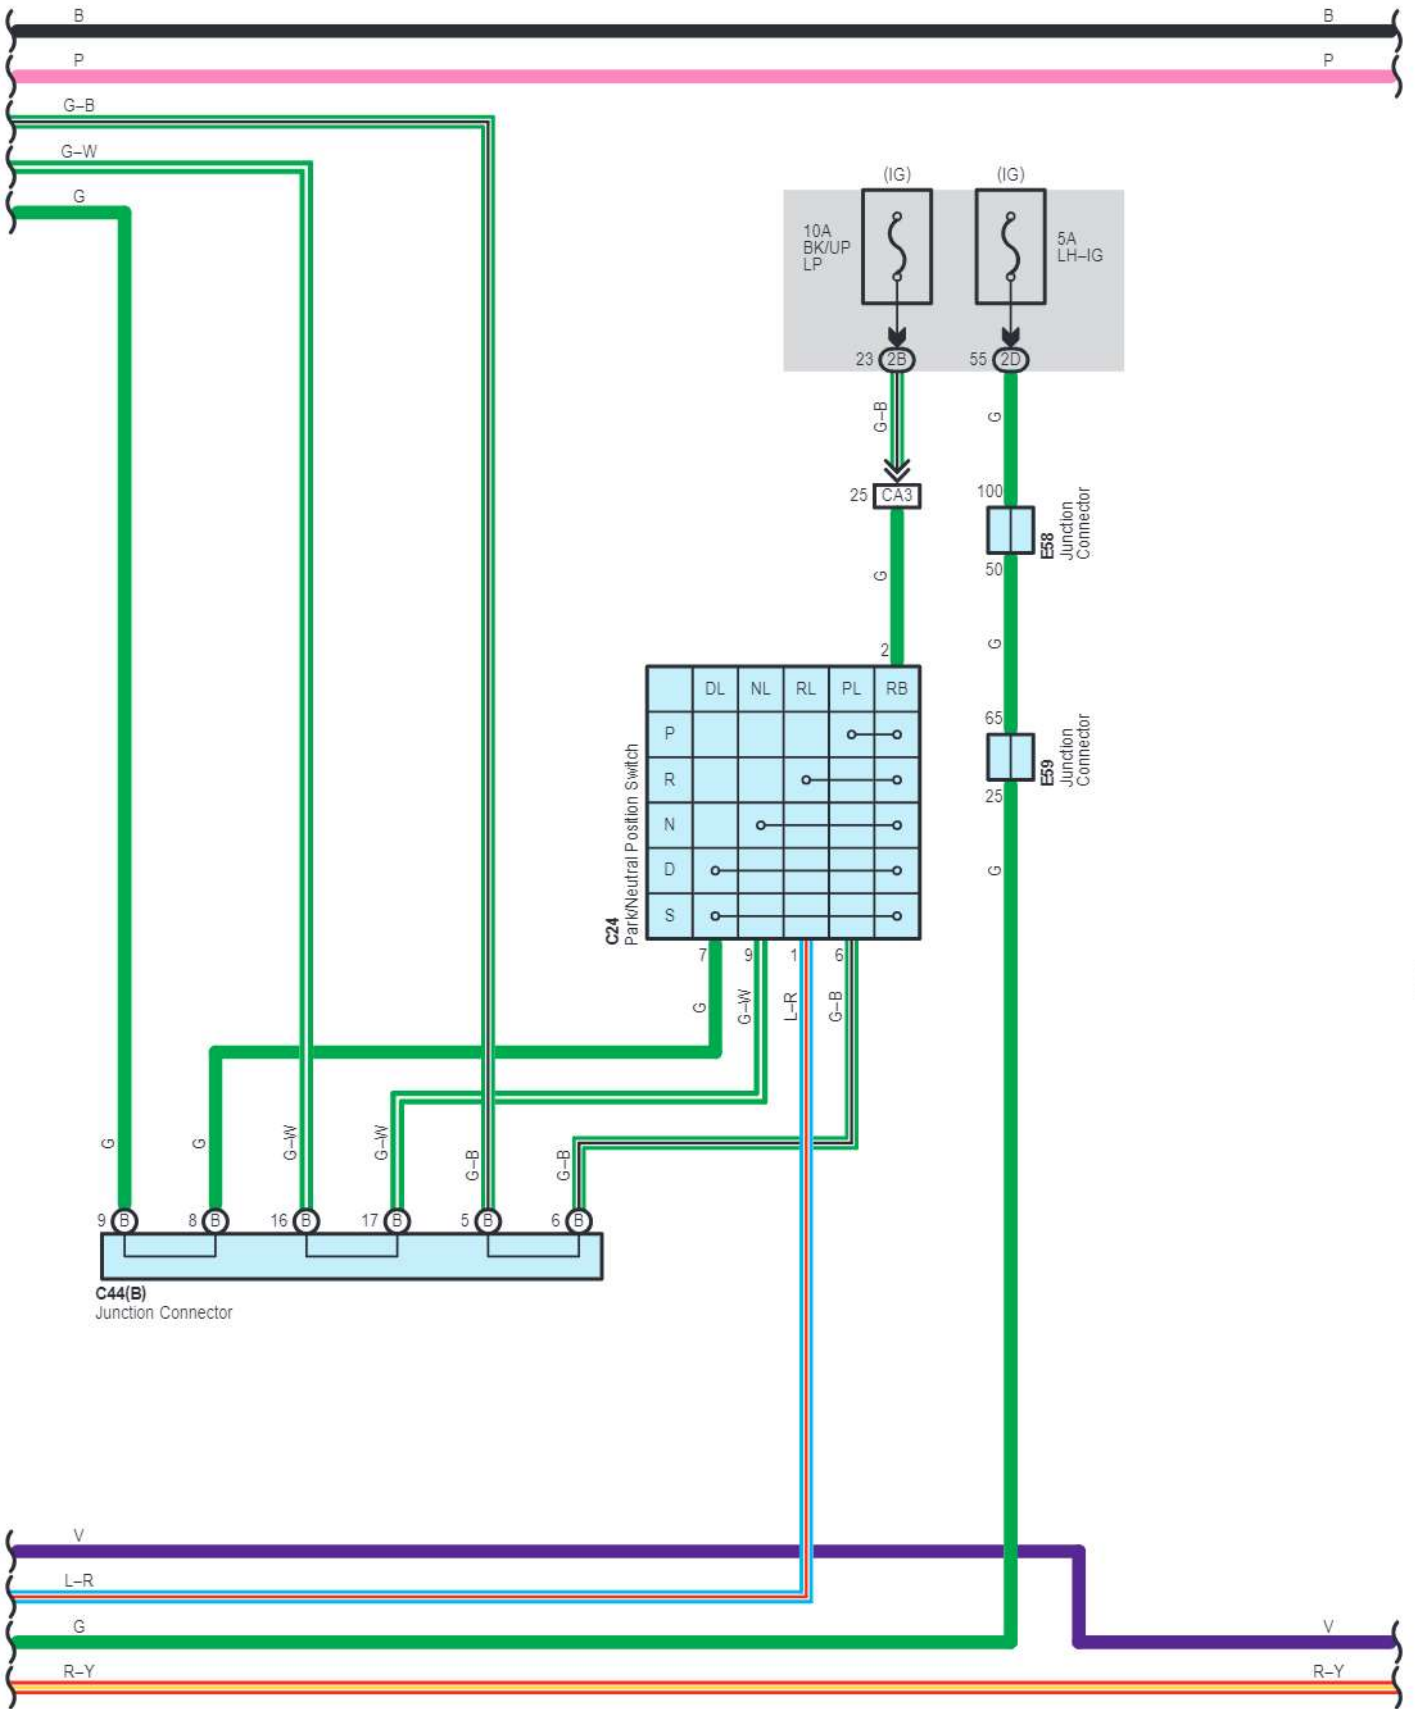 B B
P P
G–B
G–W
G
(IG) (IG)
10A
BK/UP
LP
5A
LH–IG
23 2B 55 2D
G–B G
25 CA3
100
E58
Junction
Connector
50
G
G
2
65
E59
Junction
Connector
25
G
DL NL RL PL RB
P
R
N
D
S
C24
Park/Neutral Position Switch
7 9 1 6
G G–W L–R G–B
G G G–W G–W G–B G–B
9 B 8 B 16 B 17 B 5 B 6 B
C44(B)
Junction Connector
V
L–R
G V
R–Y R–Y